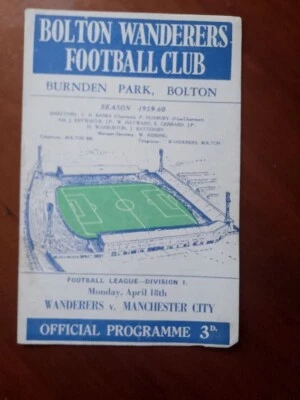 BOLTON WANDERERS
FOOTBALL CLUB
BURNDEN PARK, BOLTON
SEASON 1959-60
FOOTBALL LEAGUE—DIVISION I.
Monday, April 18th
WANDERERS v. MANCHESTER CITY
OFFICIAL PROGRAMME 3D.